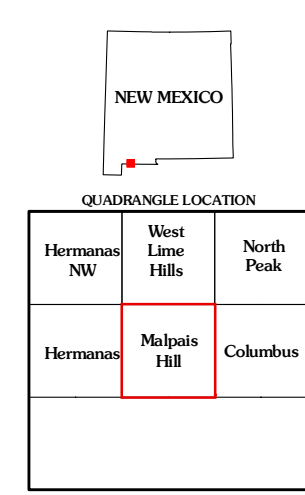 NEW MEXICO
QUADRANGLE LOCATION
Hermanas
NW
West
Lime
Hills
North
Peak
Hermanas
Malpais
Hill
Columbus